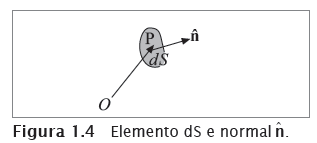 P
n̂
dS
O
Figura 1.4 Elemento dS e normal n̂.